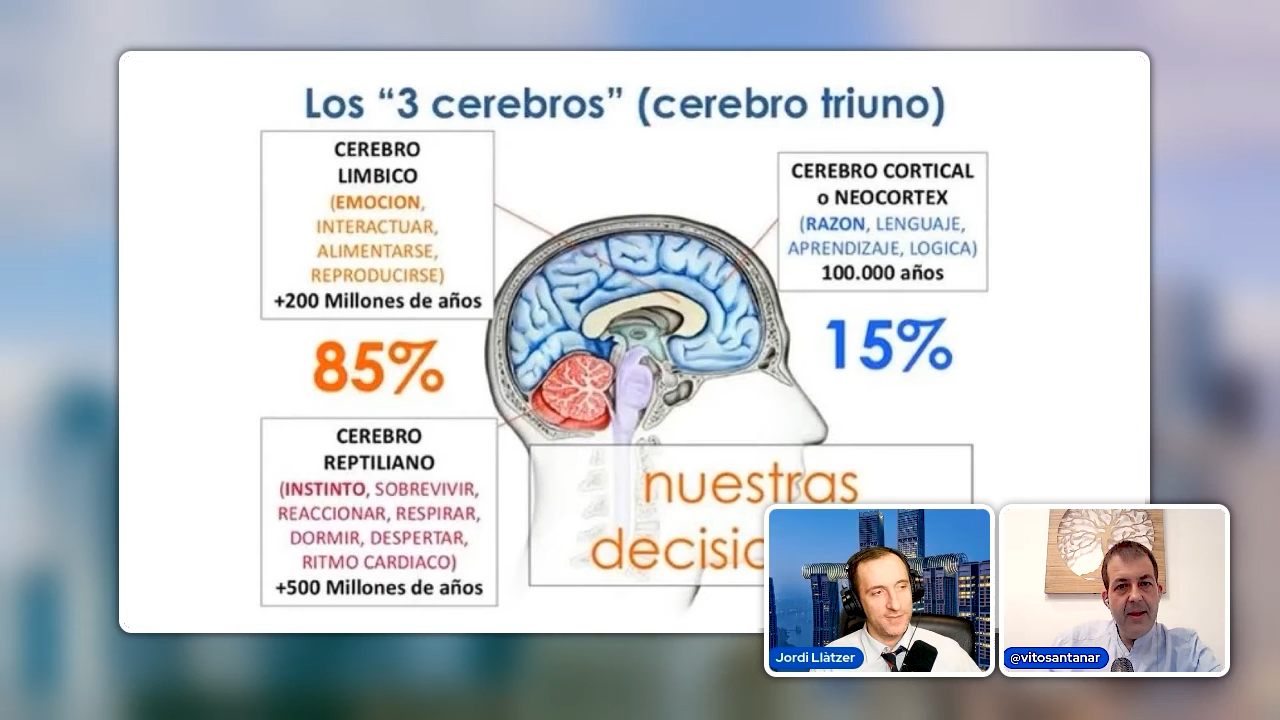 Los “3 cerebros” (cerebro triuno)
CEREBRO
LIMBICO
(EMOCION,
INTERACTUAR,
ALIMENTARSE,
REPRODUCIRSE)
+200 Millones de años
85%
CEREBRO
REPTILIANO
(INSTINTO, SOBREVIVIR,
REACCIONAR, RESPIRAR,
DORMIR, DESPERTAR,
RITMO CARDIACO)
+500 Millones de años
CEREBRO CORTICAL
o NEOCORTEX
(RAZON, LENGUAJE,
APRENDIZAJE, LOGICA)
100.000 años
15%
nuestras
Jordi Llàtzer
@vitosantanar